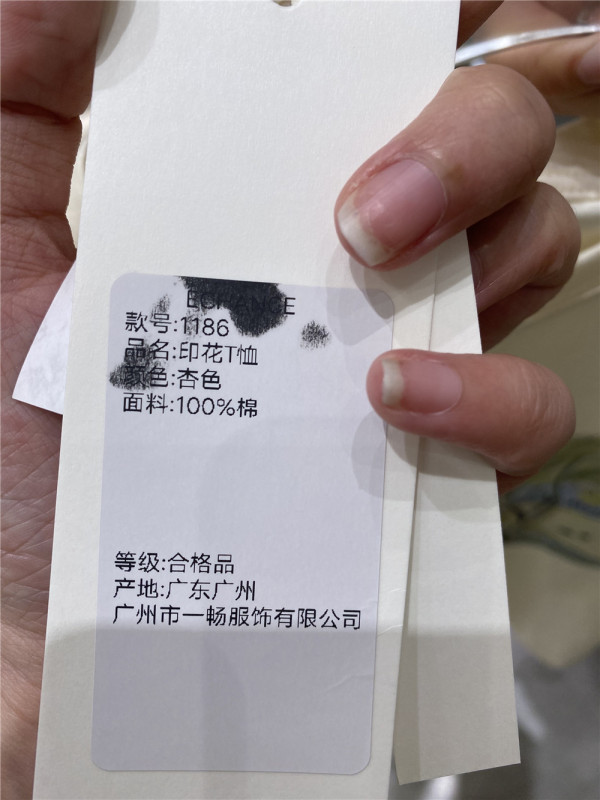 款号:1186
品名:印花T恤
颜色:杏色
面料:100%棉
等级:合格品
产地:广东广州
广州市一畅服饰有限公司